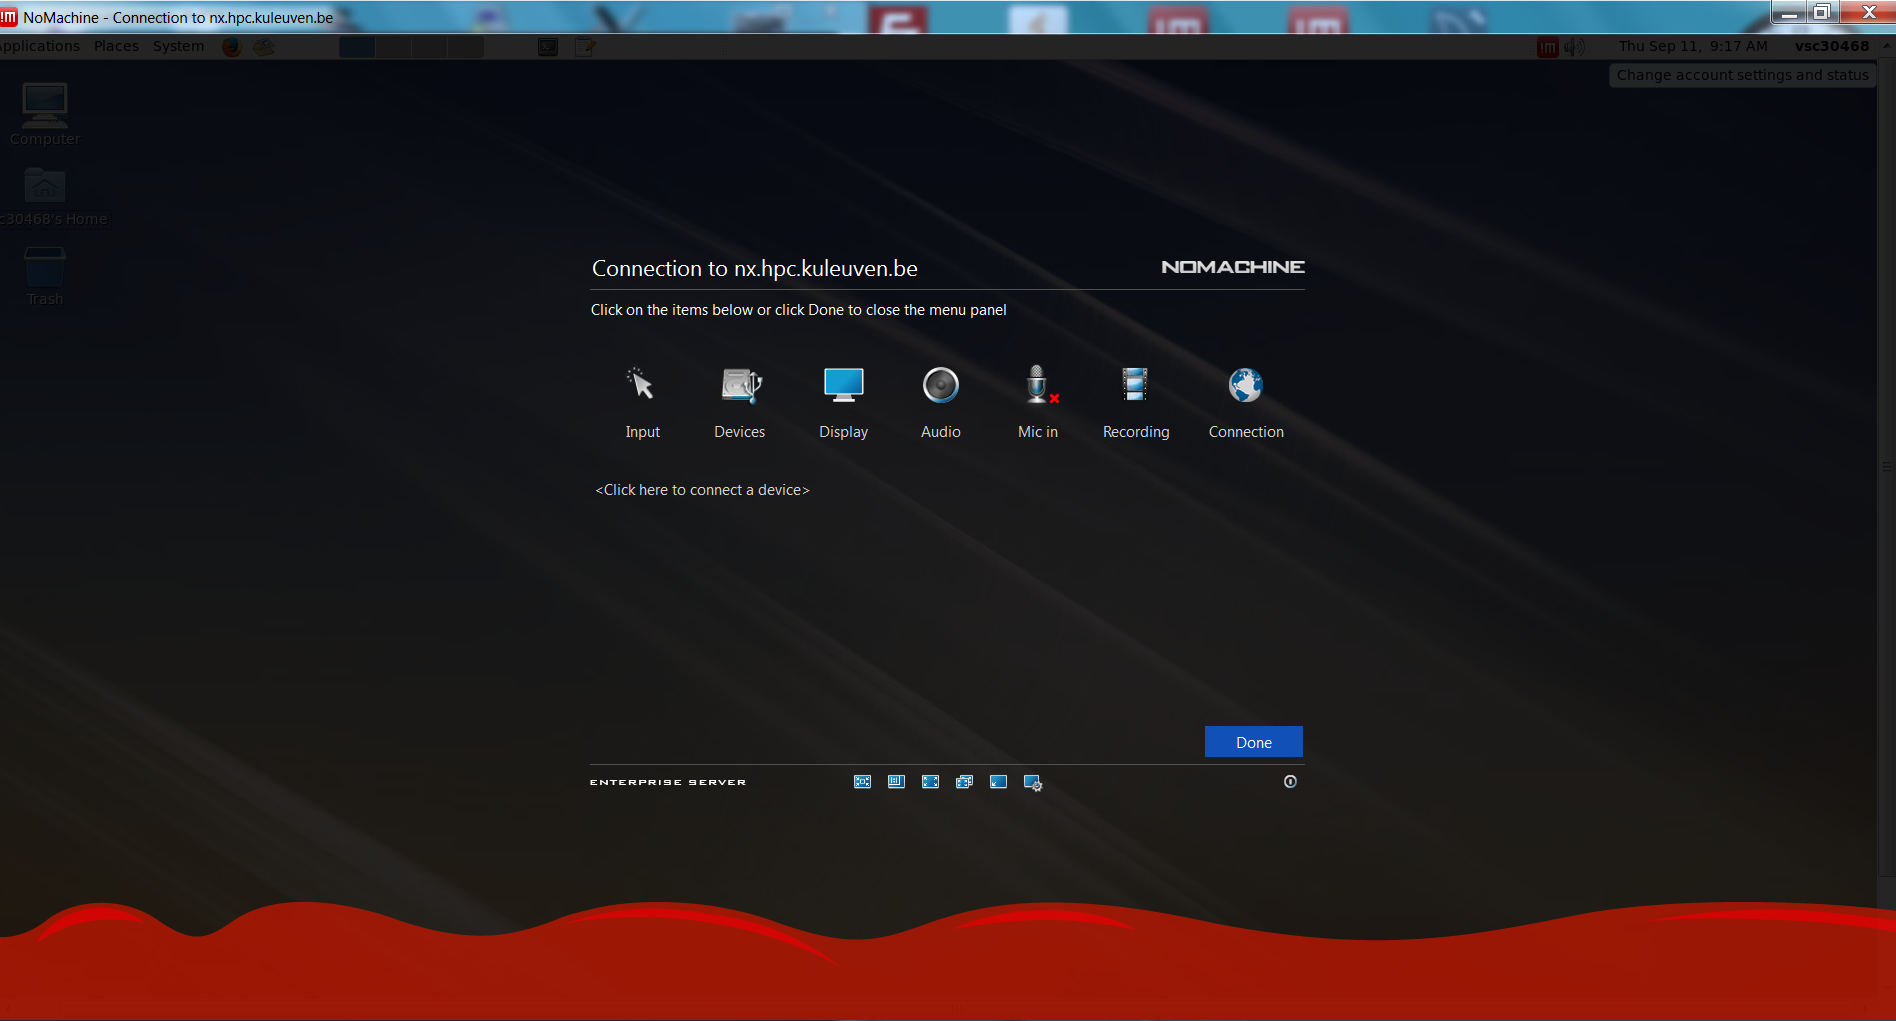 !M NoMachine - Connection to nx.hpc.kuleuven.be
pplications Places System
!M Thu Sep 11, 9:17 AM vsc30468
Change account settings and status
Computer
c30468's Home
Trash
Connection to nx.hpc.kuleuven.be
NOMACHINE
Click on the items below or click Done to close the menu panel
Input Devices Display Audio Mic in Recording Connection
<Click here to connect a device>
Done
ENTERPRISE SERVER